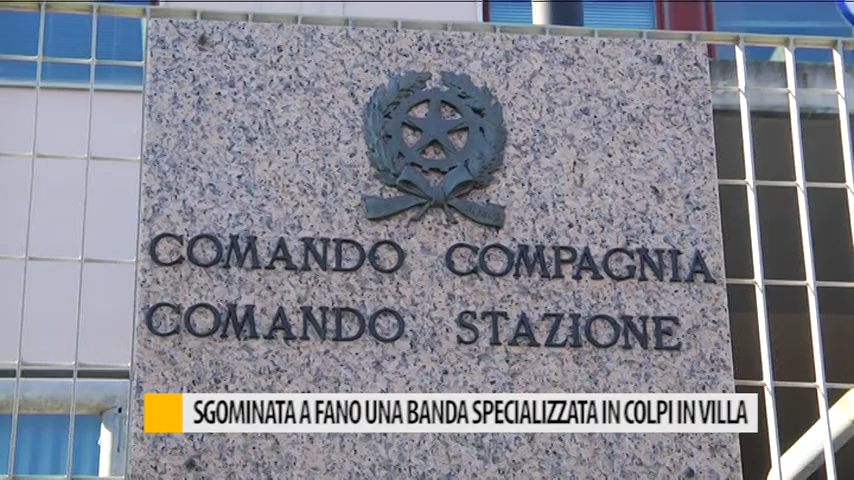 COMANDO COMPAGNIA
COMANDO STAZIONE
SGOMINATA A FANO UNA BANDA SPECIALIZZATA IN COLPI IN VILLA